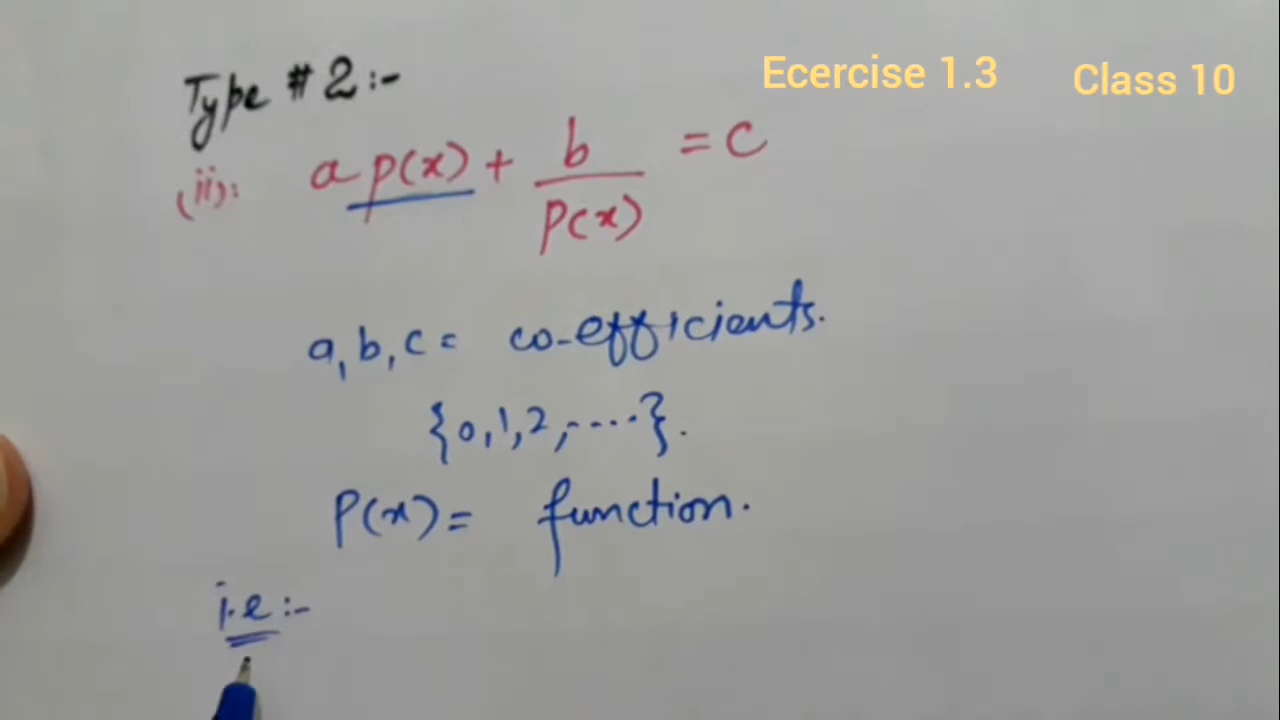 Ecercise 1.3 Class 10
Type # 2:-
(ii): a p(x) + b/P(x) = c
a, b, c = co-efficients.
{0, 1, 2, ....}.
P(x) = function.
i.e :-